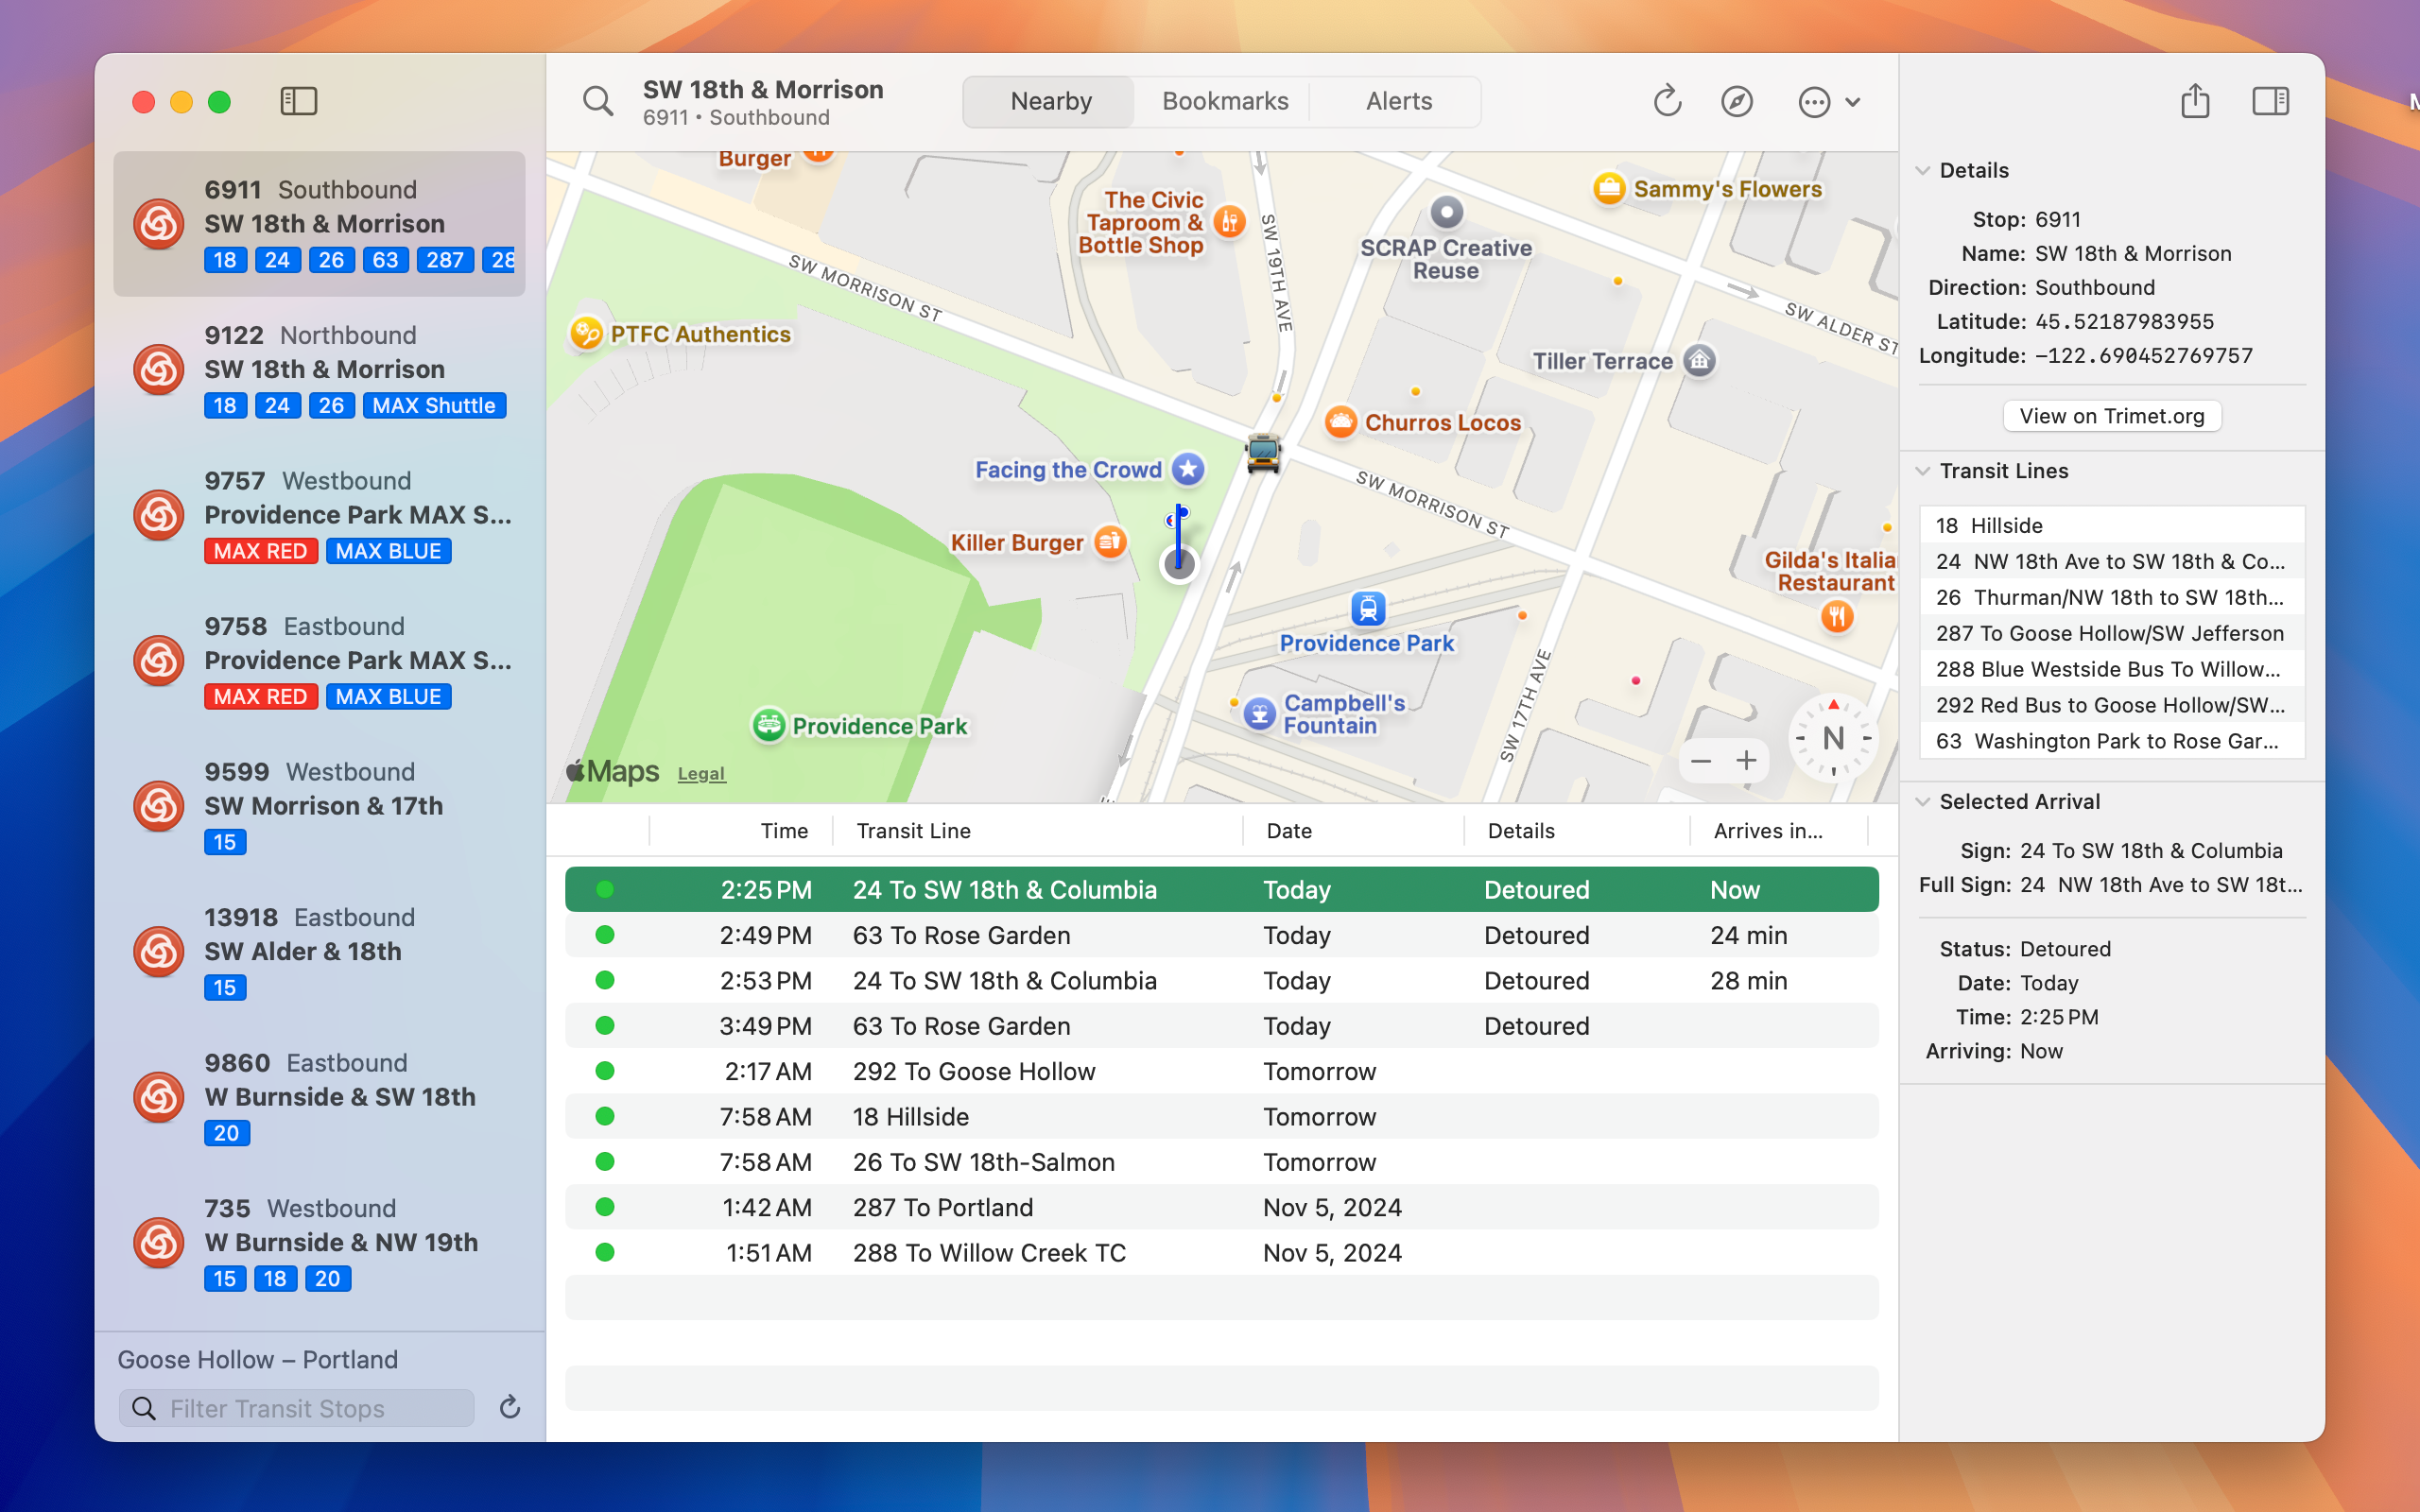 6911 Southbound
SW 18th & Morrison
18 24 26 63 287 28
9122 Northbound
SW 18th & Morrison
18 24 26 MAX Shuttle
9757 Westbound
Providence Park MAX S...
MAX RED MAX BLUE
9758 Eastbound
Providence Park MAX S...
MAX RED MAX BLUE
9599 Westbound
SW Morrison & 17th
15
13918 Eastbound
SW Alder & 18th
15
9860 Eastbound
W Burnside & SW 18th
20
735 Westbound
W Burnside & NW 19th
15 18 20
Goose Hollow – Portland
Filter Transit Stops
SW 18th & Morrison
6911 • Southbound
Nearby Bookmarks Alerts
Burger
The Civic
Taproom &
Bottle Shop
SW 19TH AVE
SCRAP Creative
Reuse
Sammy's Flowers
SW MORRISON ST
SW ALDER ST
PTFC Authentics
Tiller Terrace
Churros Locos
Facing the Crowd
SW MORRISON ST
Killer Burger
Gilda's Italia
Restaurant
Providence Park
SW 17TH AVE
Campbell's
Fountain
Providence Park
Maps Legal
N
Time Transit Line Date Details Arrives in...
2:25 PM 24 To SW 18th & Columbia Today Detoured Now
2:49 PM 63 To Rose Garden Today Detoured 24 min
2:53 PM 24 To SW 18th & Columbia Today Detoured 28 min
3:49 PM 63 To Rose Garden Today Detoured
2:17 AM 292 To Goose Hollow Tomorrow
7:58 AM 18 Hillside Tomorrow
7:58 AM 26 To SW 18th-Salmon Tomorrow
1:42 AM 287 To Portland Nov 5, 2024
1:51 AM 288 To Willow Creek TC Nov 5, 2024
Details
Stop: 6911
Name: SW 18th & Morrison
Direction: Southbound
Latitude: 45.52187983955
Longitude: −122.690452769757
View on Trimet.org
Transit Lines
18 Hillside
24 NW 18th Ave to SW 18th & Co...
26 Thurman/NW 18th to SW 18th...
287 To Goose Hollow/SW Jefferson
288 Blue Westside Bus To Willow...
292 Red Bus to Goose Hollow/SW...
63 Washington Park to Rose Gar...
Selected Arrival
Sign: 24 To SW 18th & Columbia
Full Sign: 24 NW 18th Ave to SW 18t...
Status: Detoured
Date: Today
Time: 2:25 PM
Arriving: Now